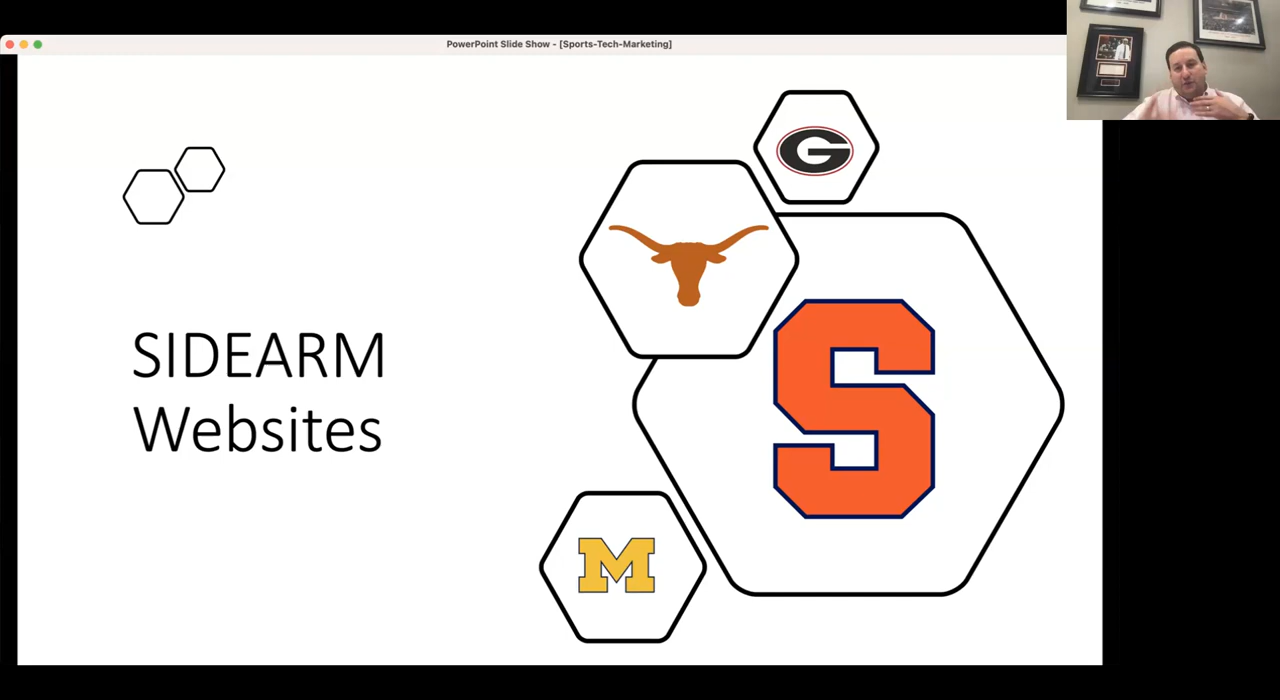 PowerPoint Slide Show - [Sports-Tech-Marketing]
G
SIDEARM
Websites
S
M